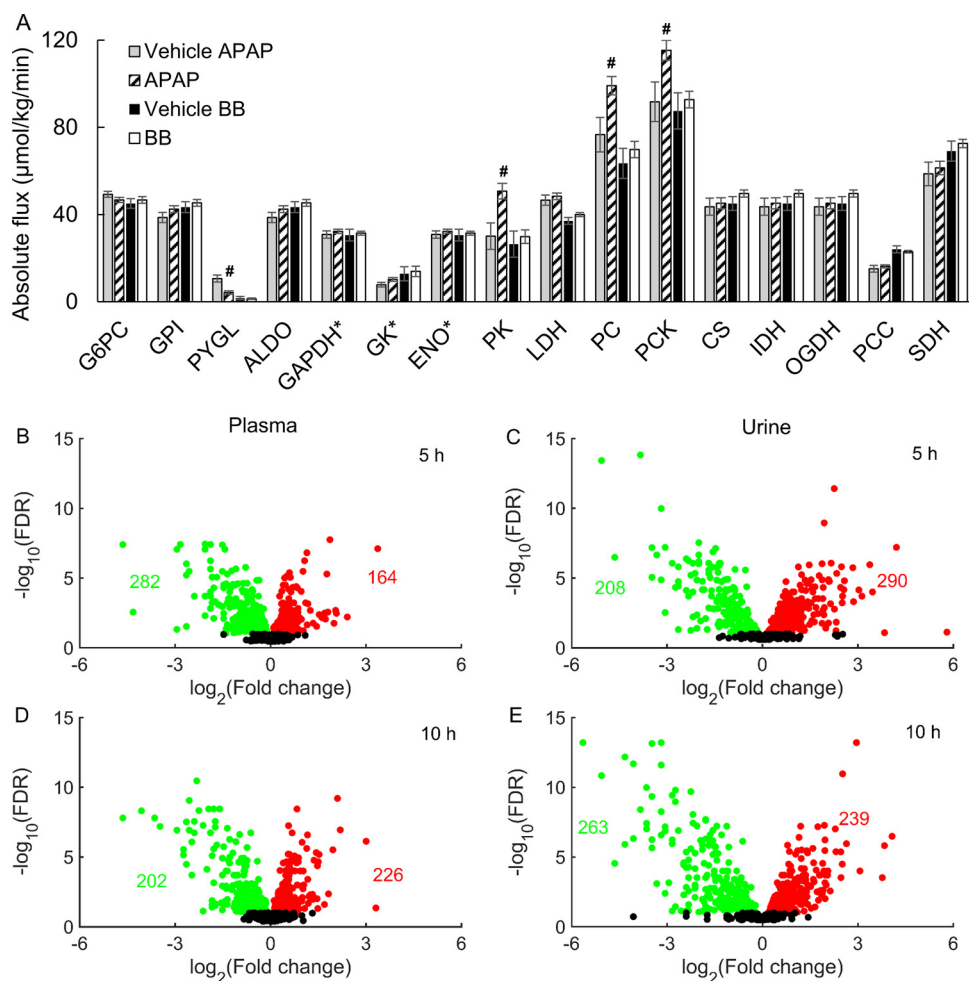 A
Absolute flux (µmol/kg/min)
120
80
40
0
Vehicle APAP
APAP
Vehicle BB
BB
#
#
#
#
G6PC
GPI
PYGL
ALDO
GAPDH*
GK*
ENO*
PK
LDH
PC
PCK
CS
IDH
OGDH
PCC
SDH
B
Plasma
5 h
-log10(FDR)
15
10
5
0
282
164
-6
-3
0
3
6
log2(Fold change)
C
Urine
5 h
-log10(FDR)
15
10
5
0
208
290
-6
-3
0
3
6
log2(Fold change)
D
10 h
-log10(FDR)
15
10
5
0
202
226
-6
-3
0
3
6
log2(Fold change)
E
10 h
-log10(FDR)
15
10
5
0
263
239
-6
-3
0
3
6
log2(Fold change)